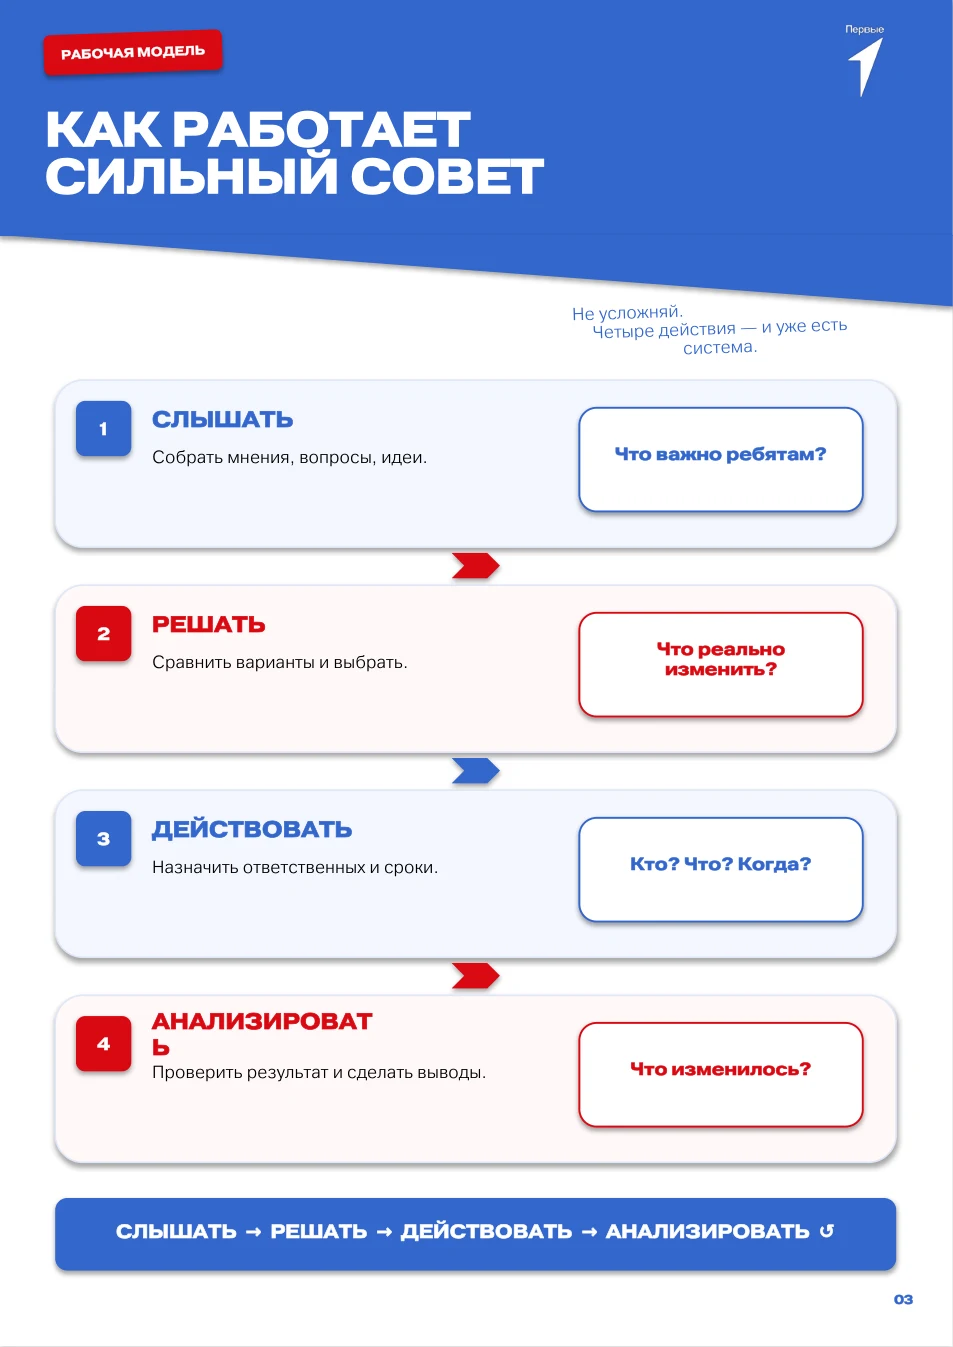 РАБОЧАЯ МОДЕЛЬ
Первые
КАК РАБОТАЕТ
СИЛЬНЫЙ СОВЕТ
Не усложняй.
Четыре действия — и уже есть
система.
1
СЛЫШАТЬ
Собрать мнения, вопросы, идеи.
Что важно ребятам?
2
РЕШАТЬ
Сравнить варианты и выбрать.
Что реально
изменить?
3
ДЕЙСТВОВАТЬ
Назначить ответственных и сроки.
Кто? Что? Когда?
4
АНАЛИЗИРОВАТ
Ь
Проверить результат и сделать выводы.
Что изменилось?
СЛЫШАТЬ → РЕШАТЬ → ДЕЙСТВОВАТЬ → АНАЛИЗИРОВАТЬ ↺
03